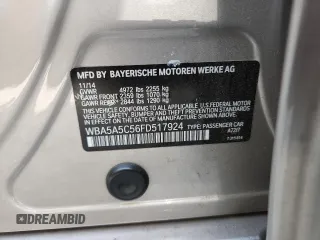 MFD BY BAYERISCHE MOTOREN WERKE AG
11/14
GVWR 4972 lbs 2255 kg
GAWR FRONT 2359 lbs 1070 kg
GAWR REAR 2844 lbs 1290 kg
THIS VEHICLE CONFORMS TO ALL APPLICABLE
U.S. FEDERAL MOTOR VEHICLE SAFETY,
BUMPER AND THEFT PREVENTION STANDARDS
IN EFFECT ON THE DATE OF MANUFACTURE
SHOWN ABOVE.
WBA5A5C56FD517924 TYPE: PASSENGER CAR
DREAMBID